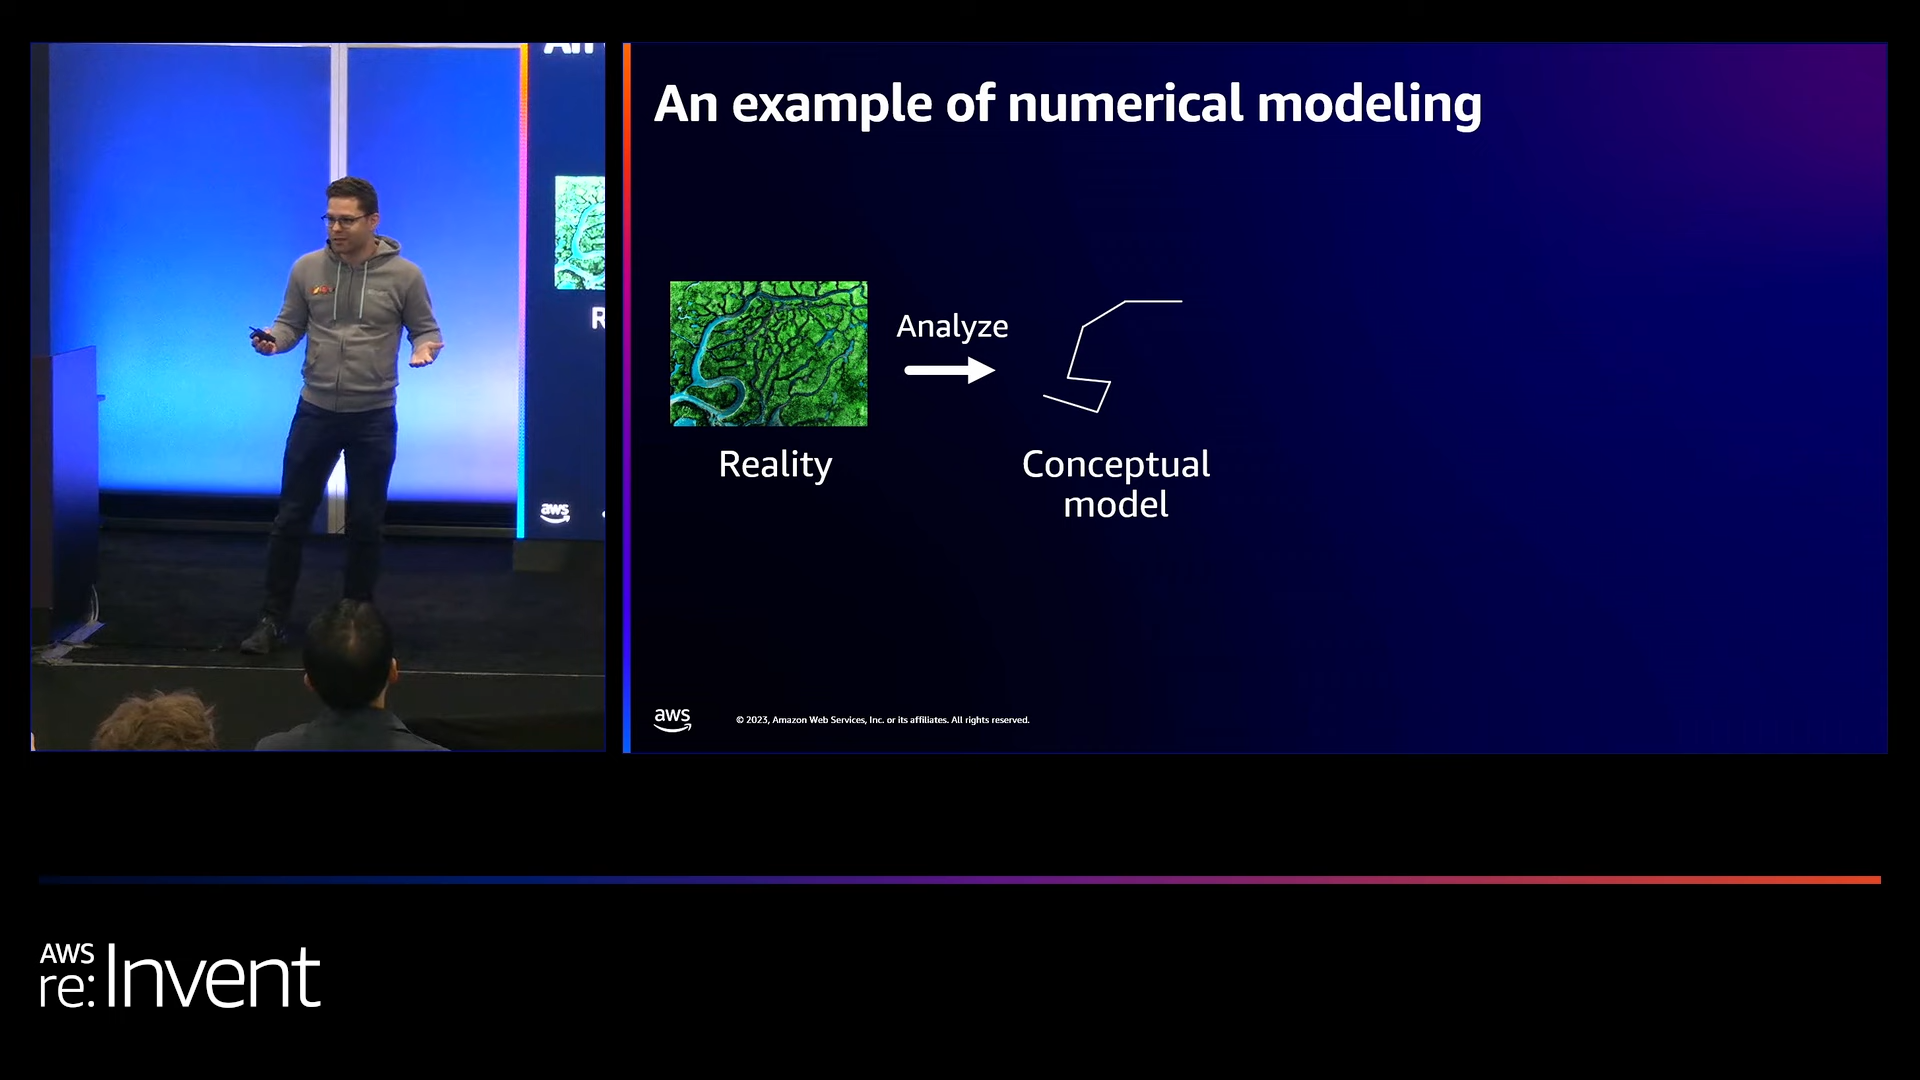 An example of numerical modeling
Analyze
Reality
Conceptual
model
aws
© 2023, Amazon Web Services, Inc. or its affiliates. All rights reserved.
aws
AWS
re:Invent